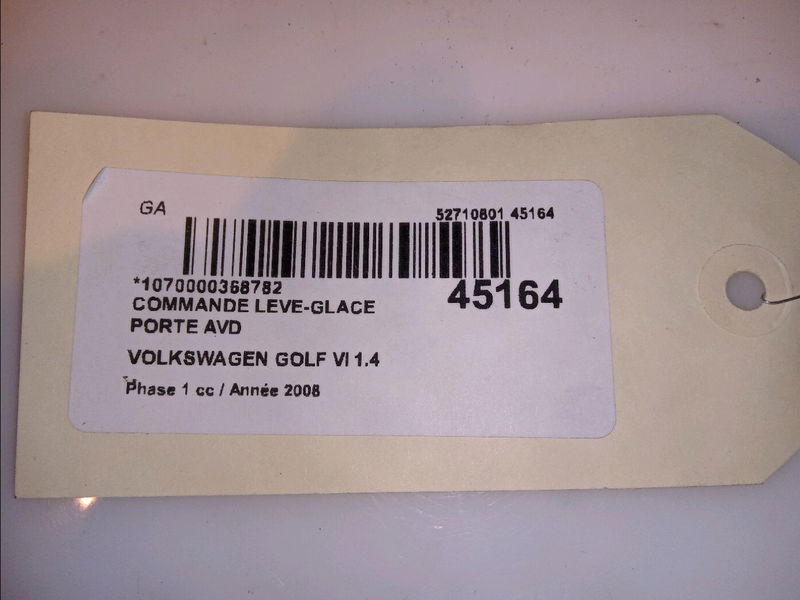 GA
52710801 45164
*1070000368782
45164
COMMANDE LEVE-GLACE
PORTE AVD
VOLKSWAGEN GOLF VI 1.4
Phase 1 cc / Année 2008